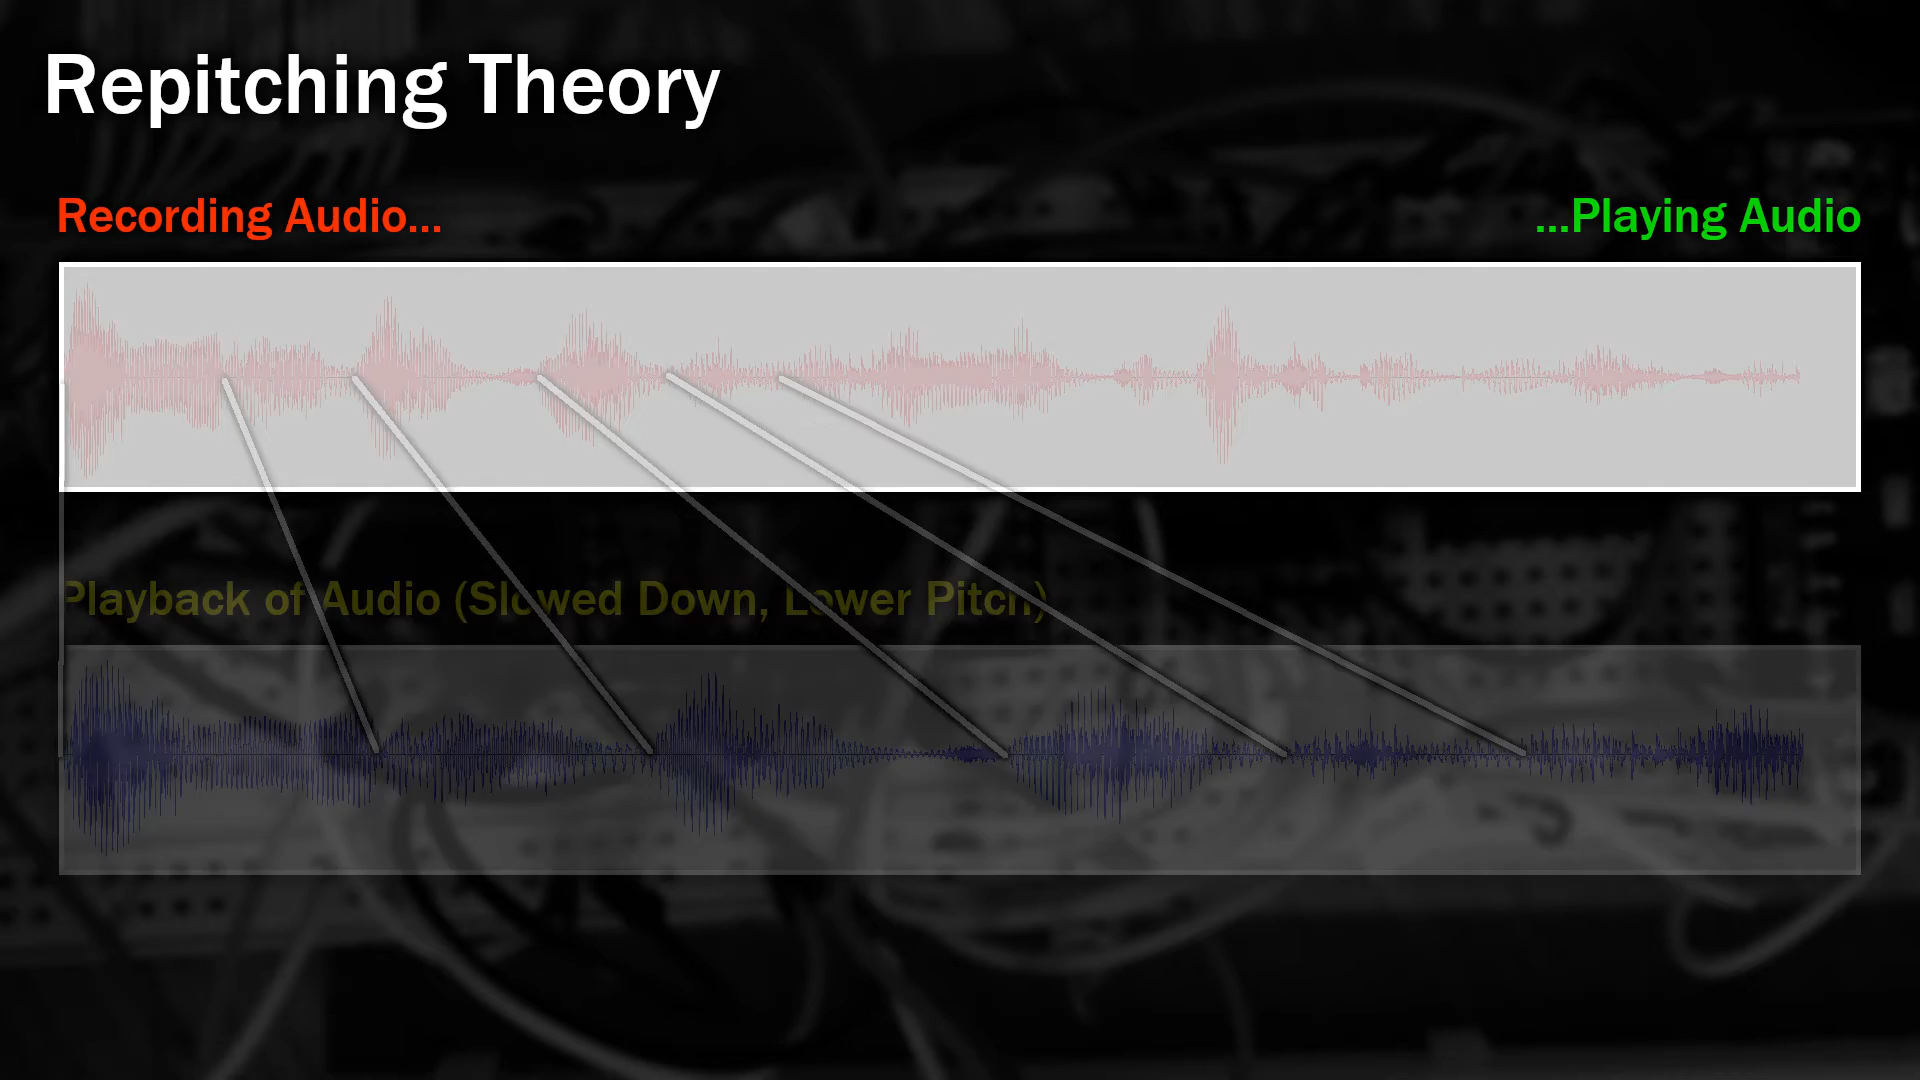 Repitching Theory
Recording Audio...
...Playing Audio
Playback of Audio (Slowed Down, Lower Pitch)